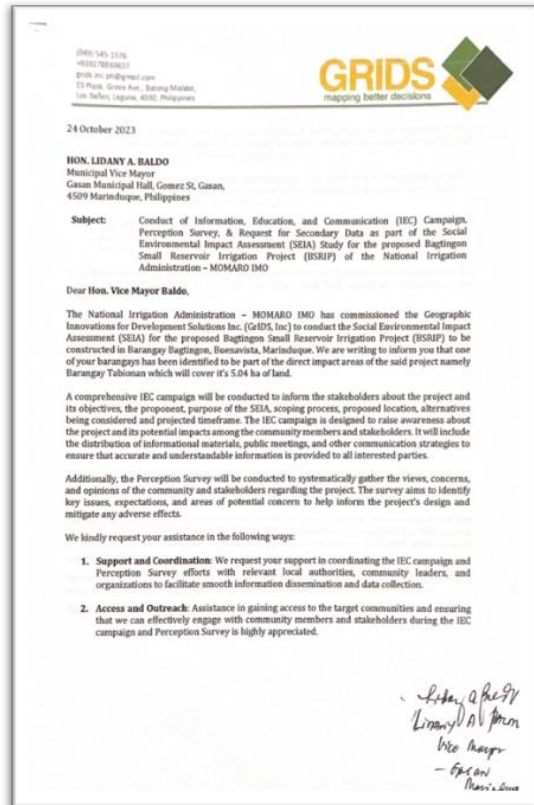 (049) 545-1576
grids.inc.ph@gmail.com
Los Baños, Laguna, 4030, Philippines
GRIDS
mapping better decisions
24 October 2023
HON. LIDANY A. BALDO
Municipal Vice Mayor
Gasan Municipal Hall, Gomez St, Gasan,
4509 Marinduque, Philippines
Subject: Conduct of Information, Education, and Communication (IEC) Campaign,
Perception Survey, & Request for Secondary Data as part of the Social
Environmental Impact Assessment (SEIA) Study for the proposed Bagtingon
Small Reservoir Irrigation Project (BSRIP) of the National Irrigation
Administration – MOMARO IMO
Dear Hon. Vice Mayor Baldo,
The National Irrigation Administration – MOMARO IMO has commissioned the Geographic
Innovations for Development Solutions Inc. (GrIDS, Inc) to conduct the Social Environmental Impact
Assessment (SEIA) for the proposed Bagtingon Small Reservoir Irrigation Project (BSRIP) to be
constructed in Barangay Bagtingon, Buenavista, Marinduque. We are writing to inform you that one
of your barangays has been identified to be part of the direct impact areas of the said project namely
Barangay Tabionan which will cover it's 5.04 ha of land.
A comprehensive IEC campaign will be conducted to inform the stakeholders about the project and
its objectives, the proponent, purpose of the SEIA, scoping process, proposed location, alternatives
being considered and projected timeframe. The IEC campaign is designed to raise awareness about
the project and its potential impacts among the community members and stakeholders. It will include
the distribution of informational materials, public meetings, and other communication strategies to
ensure that accurate and understandable information is provided to all interested parties.
Additionally, the Perception Survey will be conducted to systematically gather the views, concerns,
and opinions of the community and stakeholders regarding the project. The survey aims to identify
key issues, expectations, and areas of potential concern to help inform the project's design and
mitigate any adverse effects.
We kindly request your assistance in the following ways:
1. Support and Coordination: We request your support in coordinating the IEC campaign and
Perception Survey efforts with relevant local authorities, community leaders, and
organizations to facilitate smooth information dissemination and data collection.
2. Access and Outreach: Assistance in gaining access to the target communities and ensuring
that we can effectively engage with community members and stakeholders during the IEC
campaign and Perception Survey is highly appreciated.
Vice Mayor